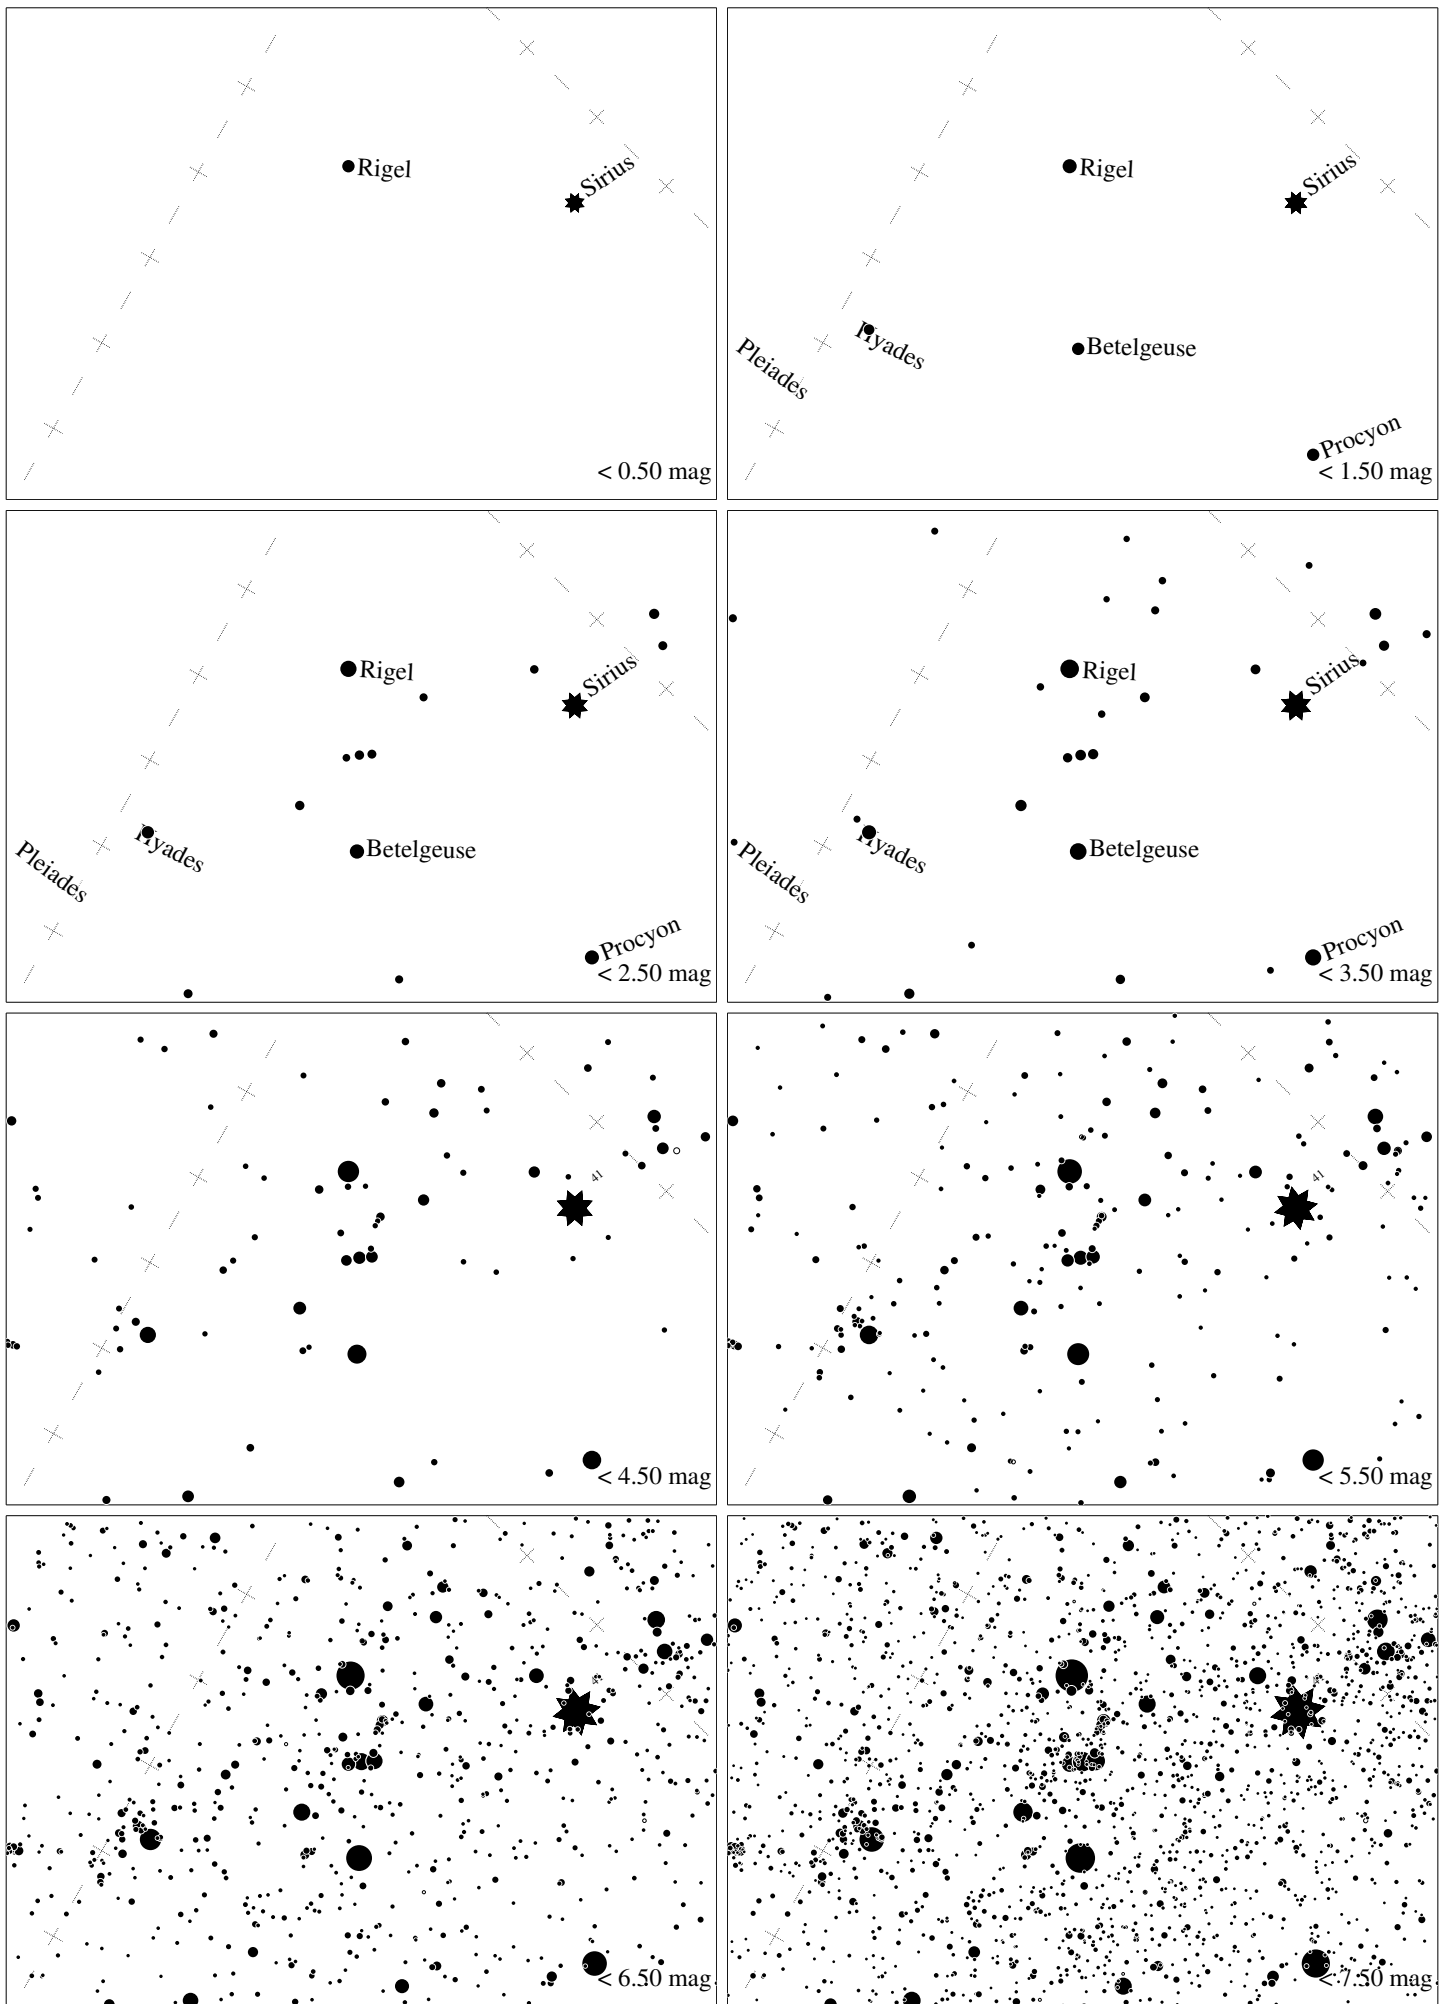 Rigel
Sirius
< 0.50 mag
Rigel
Sirius
Hyades
Pleiades
Betelgeuse
Procyon
< 1.50 mag
Rigel
Sirius
Hyades
Pleiades
Betelgeuse
Procyon
< 2.50 mag
Rigel
Sirius
Hyades
Pleiades
Betelgeuse
Procyon
< 3.50 mag
41
< 4.50 mag
41
< 5.50 mag
< 6.50 mag
< 7.50 mag